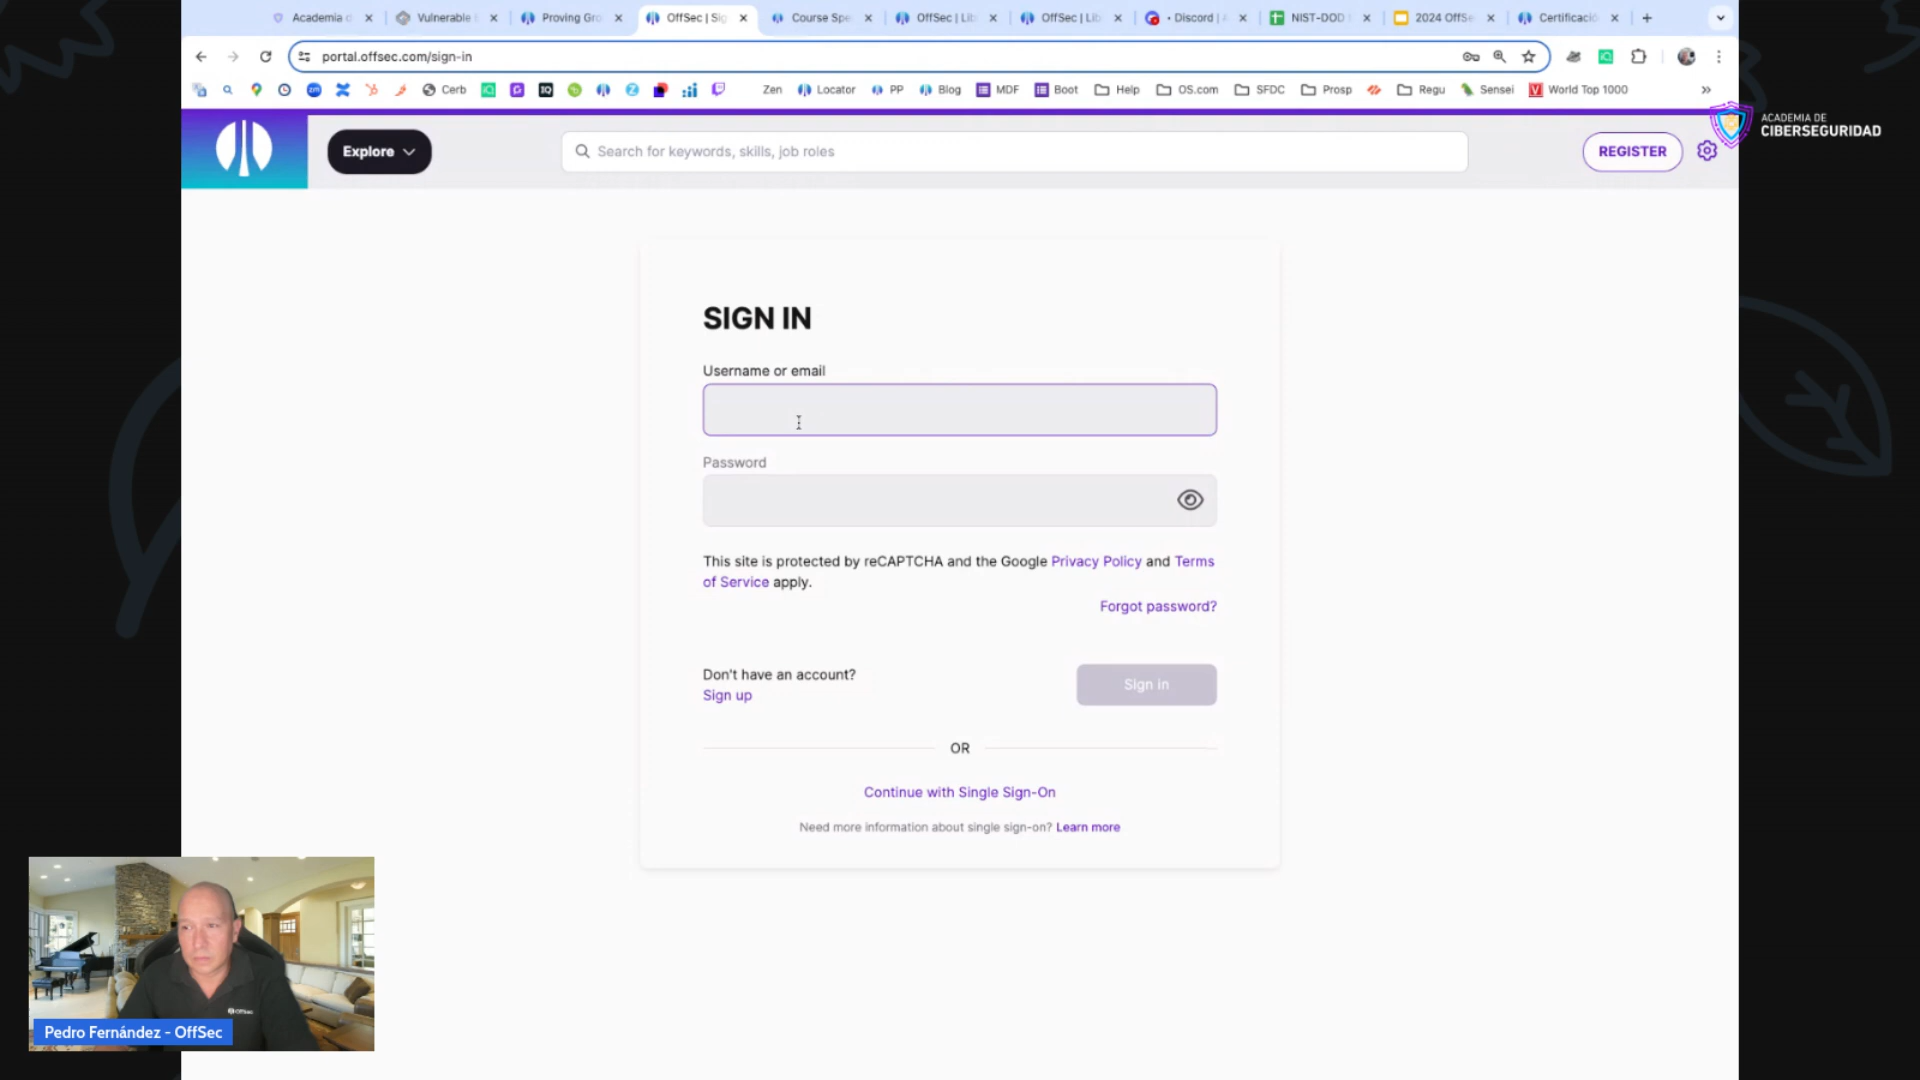 Academia d
Vulnerable
Proving Gro
OffSec | Sig
Course Spe
OffSec | Lib
OffSec | Lib
Discord |
NIST-DOD
2024 OffSe
Certificació
portal.offsec.com/sign-in
Cerb
Zen
Locator
PP
Blog
MDF
Boot
Help
OS.com
SFDC
Prosp
Regu
Sensei
World Top 1000
Explore
Search for keywords, skills, job roles
REGISTER
ACADEMIA DE
CIBERSEGURIDAD
SIGN IN
Username or email
Password
This site is protected by reCAPTCHA and the Google Privacy Policy and Terms
of Service apply.
Forgot password?
Don't have an account?
Sign up
Sign in
OR
Continue with Single Sign-On
Need more information about single sign-on? Learn more
OffSec
Pedro Fernández - OffSec